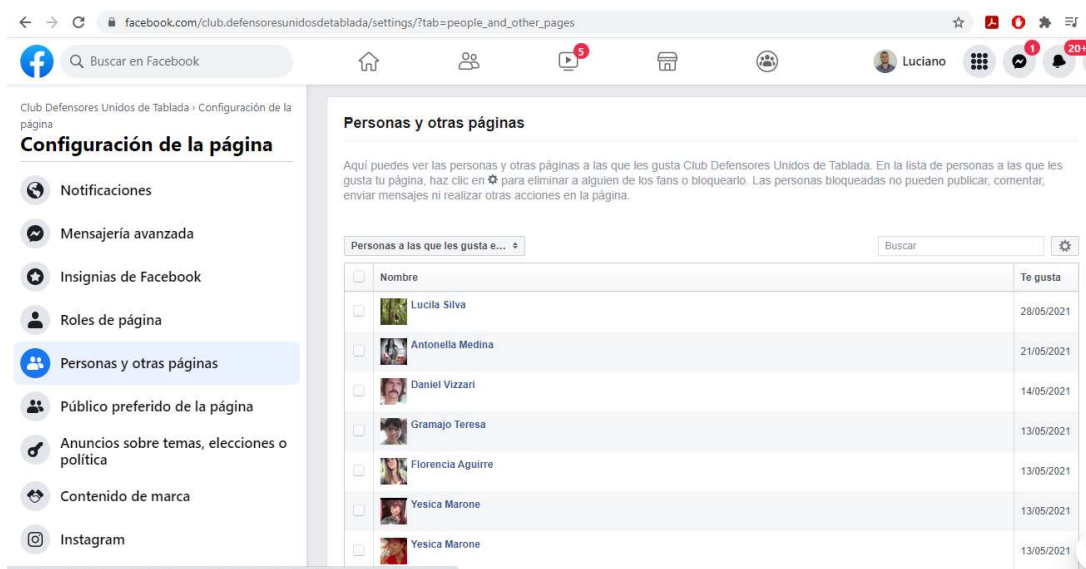 facebook.com/club.defensoresunidosdetablada/settings/?tab=people_and_other_pages
Buscar en Facebook
5
Luciano
1
20+
Club Defensores Unidos de Tablada › Configuración de la
página
Configuración de la página
Notificaciones
Mensajería avanzada
Insignias de Facebook
Roles de página
Personas y otras páginas
Público preferido de la página
Anuncios sobre temas, elecciones o
política
Contenido de marca
Instagram
Personas y otras páginas
Aquí puedes ver las personas y otras páginas a las que les gusta Club Defensores Unidos de Tablada. En la lista de personas a las que les
gusta tu página, haz clic en para eliminar a alguien de los fans o bloquearlo. Las personas bloqueadas no pueden publicar, comentar,
enviar mensajes ni realizar otras acciones en la página.
Personas a las que les gusta e...
Buscar
Nombre Te gusta
Lucila Silva 28/05/2021
Antonella Medina 21/05/2021
Daniel Vizzari 14/05/2021
Gramajo Teresa 13/05/2021
Florencia Aguirre 13/05/2021
Yesica Marone 13/05/2021
Yesica Marone 13/05/2021